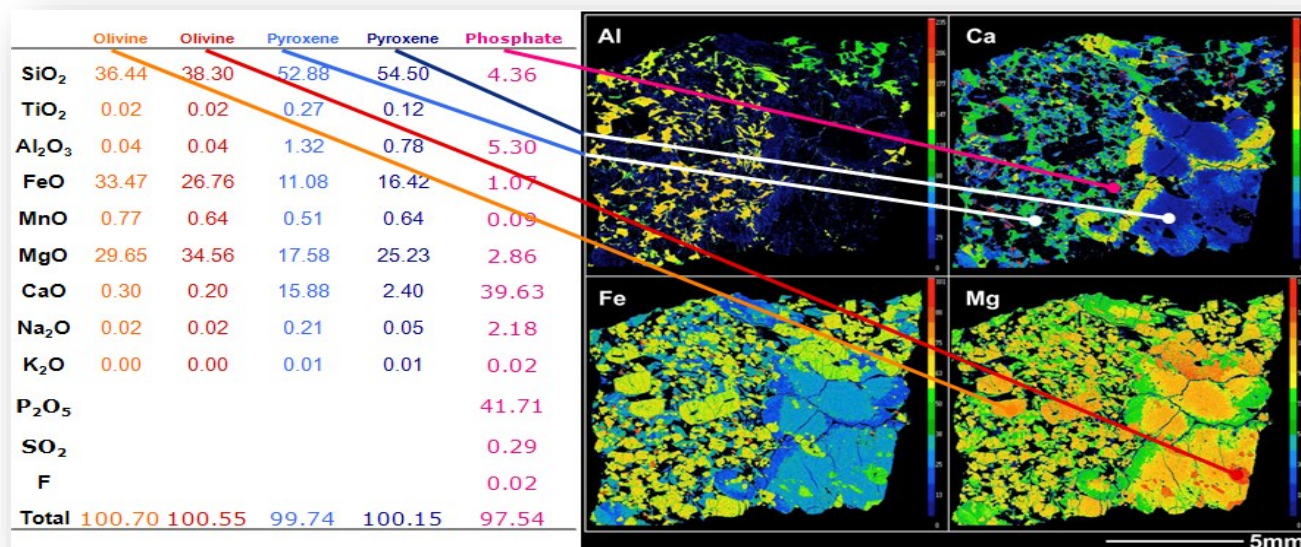 Olivine Olivine Pyroxene Pyroxene Phosphate
SiO₂ 36.44 38.30 52.88 54.50 4.36
TiO₂ 0.02 0.02 0.27 0.12
Al₂O₃ 0.04 0.04 1.32 0.78 5.30
FeO 33.47 26.76 11.08 16.42 1.07
MnO 0.77 0.64 0.51 0.64 0.09
MgO 29.65 34.56 17.58 25.23 2.86
CaO 0.30 0.20 15.88 2.40 39.63
Na₂O 0.02 0.02 0.21 0.05 2.18
K₂O 0.00 0.00 0.01 0.01 0.02
P₂O₅ 41.71
SO₂ 0.29
F 0.02
Total 100.70 100.55 99.74 100.15 97.54
Al
Ca
Fe
Mg
5mm